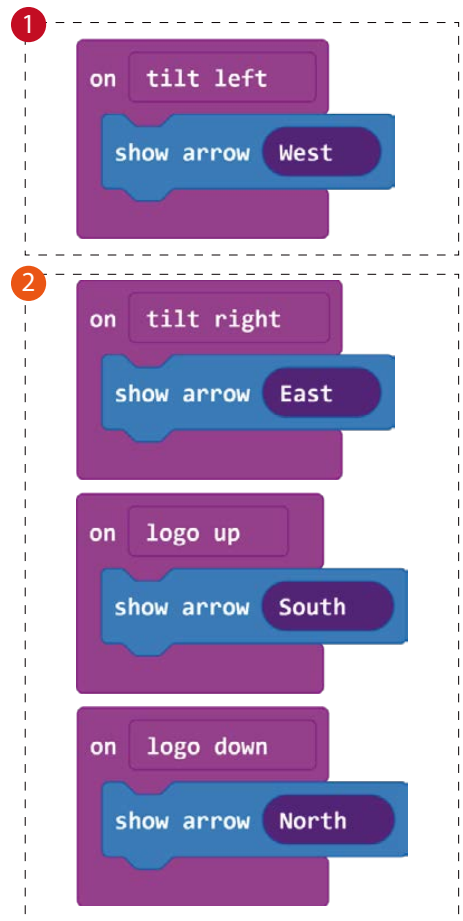 1
on tilt left
show arrow West
2
on tilt right
show arrow East
on logo up
show arrow South
on logo down
show arrow North